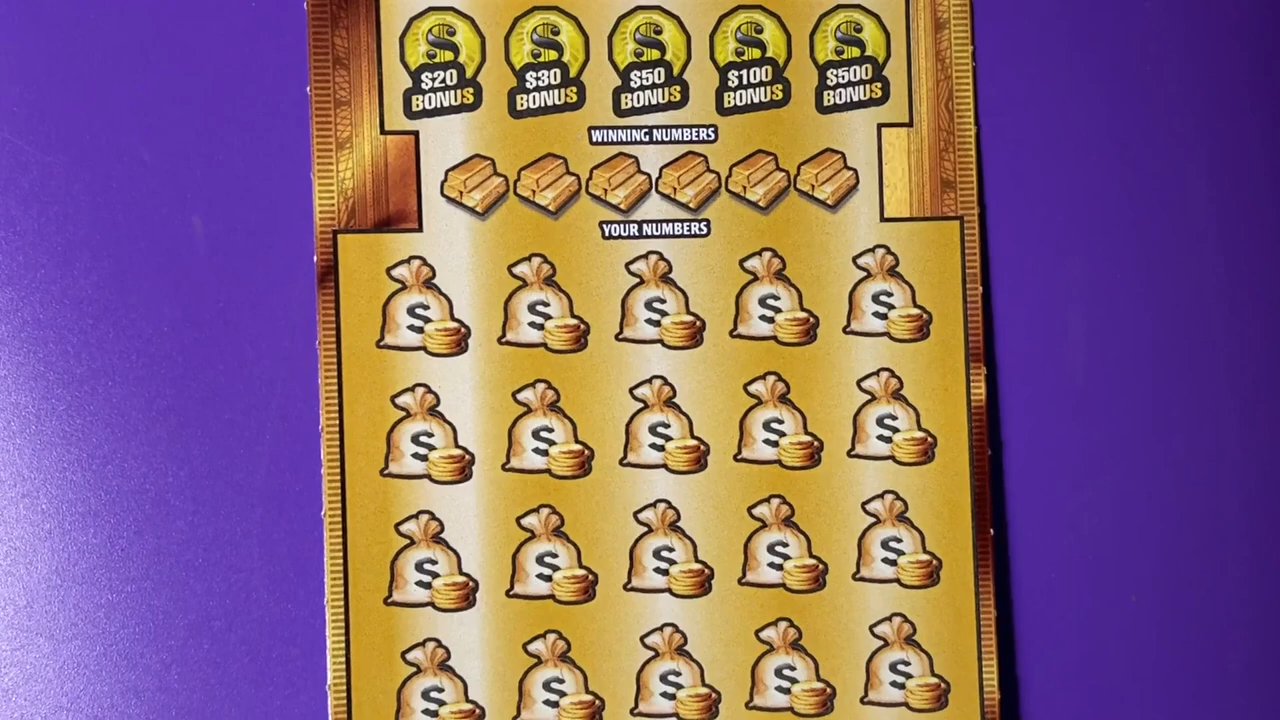 $20 BONUS
$30 BONUS
$50 BONUS
$100 BONUS
$500 BONUS
WINNING NUMBERS
YOUR NUMBERS
$ $ $ $ $
$ $ $ $ $
$ $ $ $ $
$ $ $ $ $